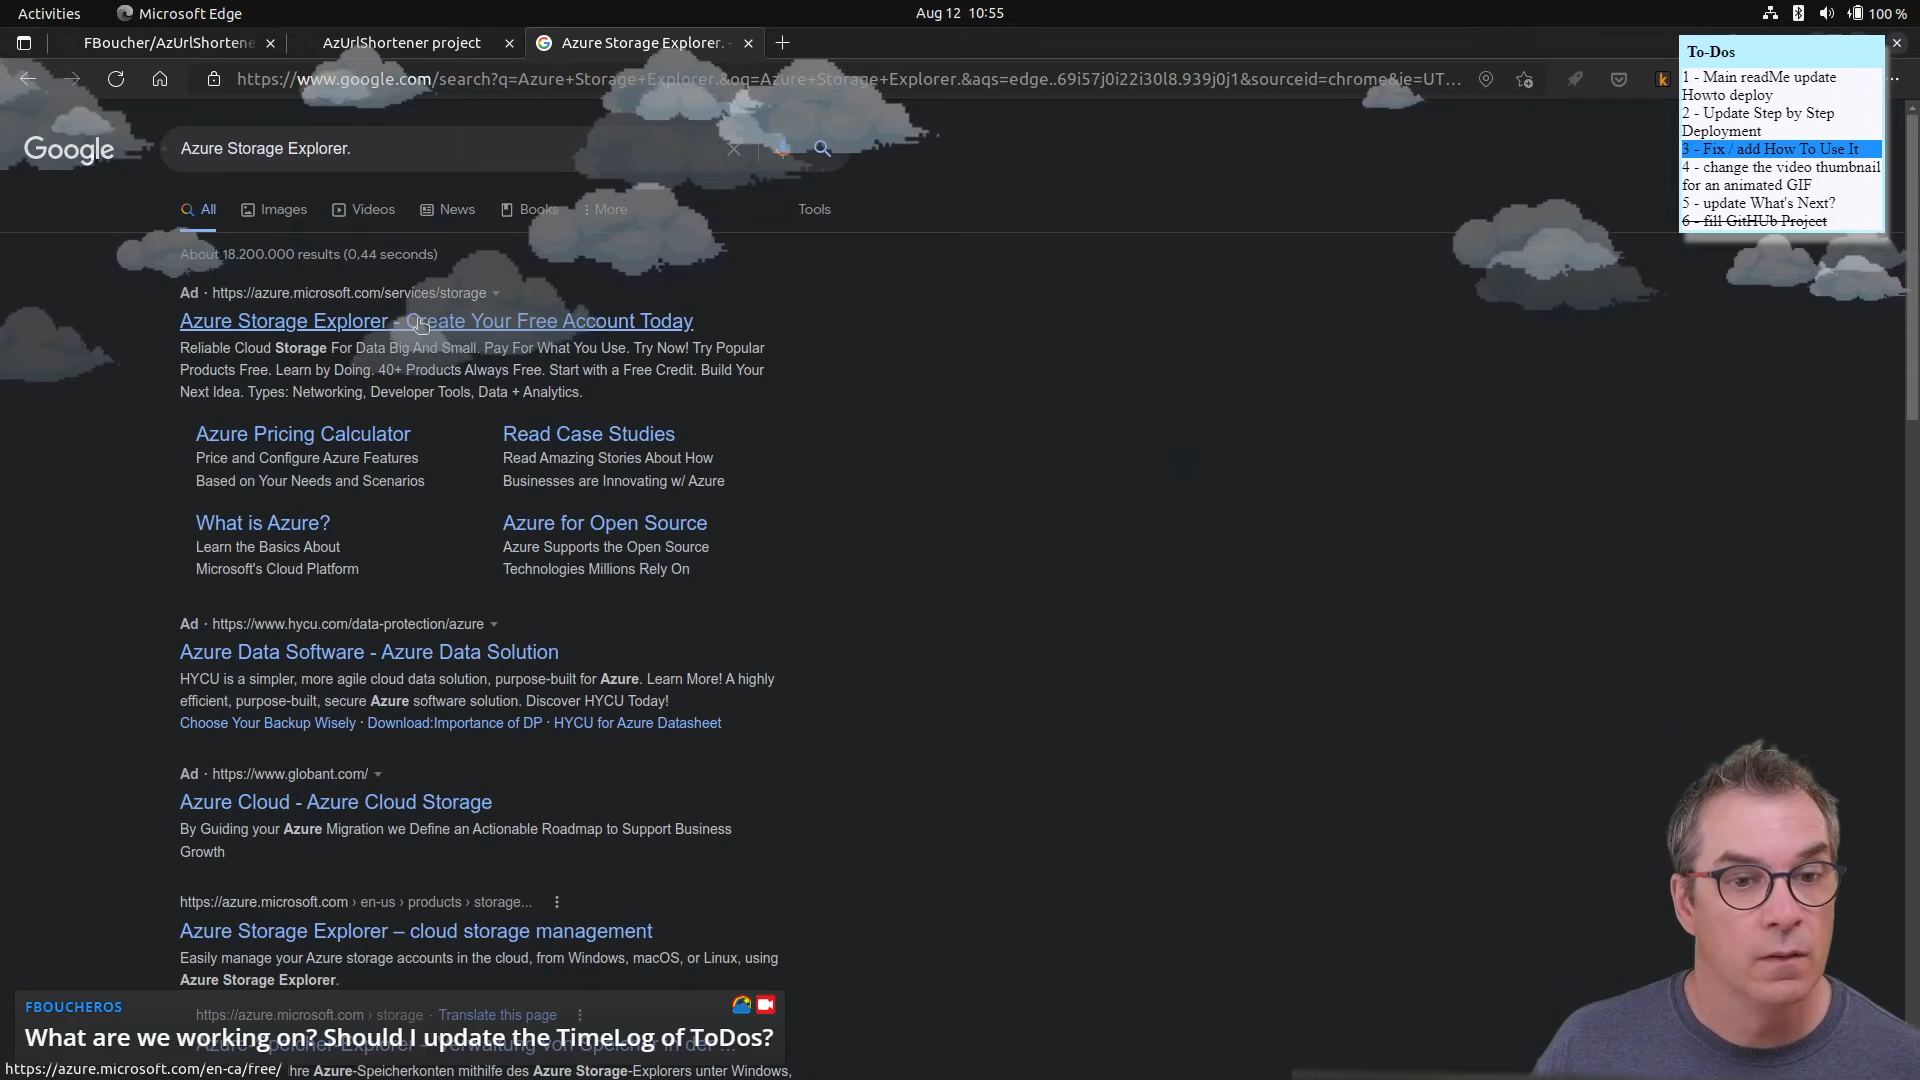 Activities
Microsoft Edge
Aug 12 10:55
100 %
FBoucher/AzUrlShortene
AzUrlShortener project
Azure Storage Explorer. -
https://www.google.com/search?q=Azure+Storage+Explorer.&oq=Azure+Storage+Explorer.&aqs=edge..69i57j0i22i30l8.939j0j1&sourceid=chrome&ie=UT...
k
To-Dos
1 - Main readMe update
Howto deploy
2 - Update Step by Step
Deployment
3 - Fix / add How To Use It
4 - change the video thumbnail
for an animated GIF
5 - update What's Next?
6 - fill GitHUb Project
Google
Azure Storage Explorer.
All
Images
Videos
News
Books
More
Tools
About 18.200.000 results (0,44 seconds)
Ad · https://azure.microsoft.com/services/storage
Azure Storage Explorer - Create Your Free Account Today
Reliable Cloud Storage For Data Big And Small. Pay For What You Use. Try Now! Try Popular
Products Free. Learn by Doing. 40+ Products Always Free. Start with a Free Credit. Build Your
Next Idea. Types: Networking, Developer Tools, Data + Analytics.
Azure Pricing Calculator
Price and Configure Azure Features
Based on Your Needs and Scenarios
Read Case Studies
Read Amazing Stories About How
Businesses are Innovating w/ Azure
What is Azure?
Learn the Basics About
Microsoft's Cloud Platform
Azure for Open Source
Azure Supports the Open Source
Technologies Millions Rely On
Ad · https://www.hycu.com/data-protection/azure
Azure Data Software - Azure Data Solution
HYCU is a simpler, more agile cloud data solution, purpose-built for Azure. Learn More! A highly
efficient, purpose-built, secure Azure software solution. Discover HYCU Today!
Choose Your Backup Wisely · Download:Importance of DP · HYCU for Azure Datasheet
Ad · https://www.globant.com/
Azure Cloud - Azure Cloud Storage
By Guiding your Azure Migration we Define an Actionable Roadmap to Support Business
Growth
https://azure.microsoft.com › en-us › products › storage...
Azure Storage Explorer – cloud storage management
Easily manage your Azure storage accounts in the cloud, from Windows, macOS, or Linux, using
Azure Storage Explorer.
FBOUCHEROS
https://azure.microsoft.com › storage · Translate this page
What are we working on? Should I update the TimeLog of ToDos?
Azure-Speicher-Explorer – Verwaltung von Speicher in der ...
https://azure.microsoft.com/en-ca/free/
hre Azure-Speicherkonten mithilfe des Azure Storage-Explorers unter Windows,